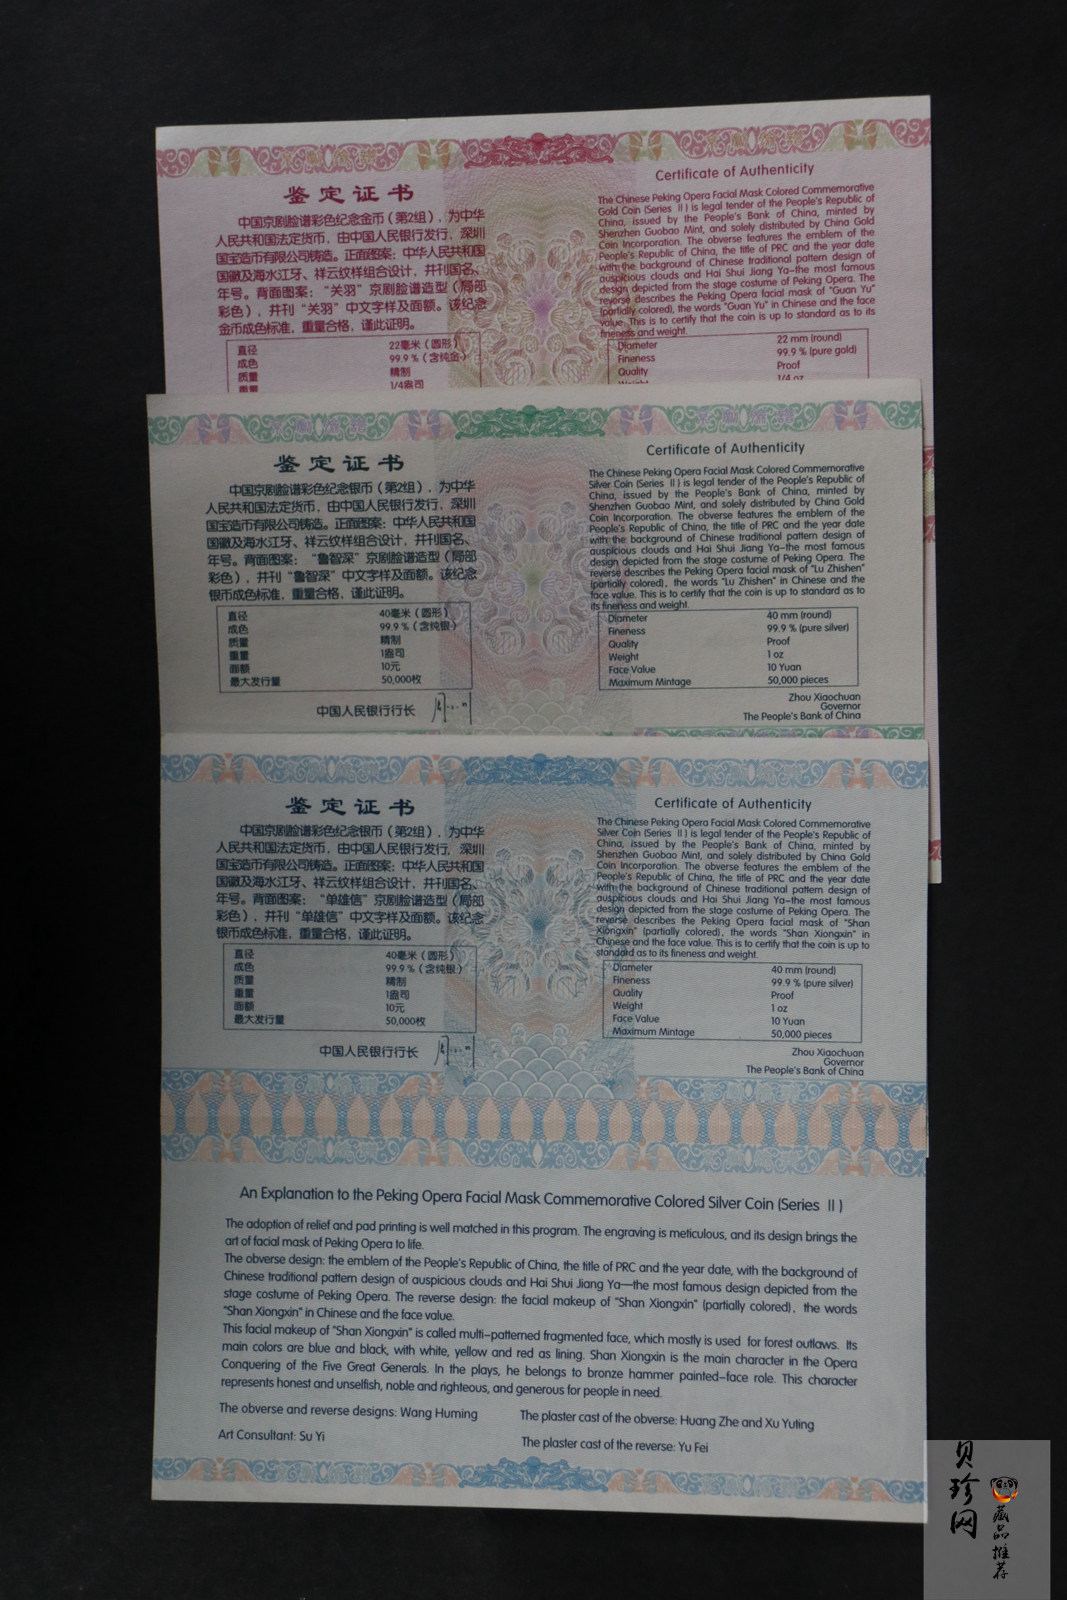 鉴定证书
中国京剧脸谱彩色纪念金币（第2组），为中华
人民共和国法定货币，由中国人民银行发行，深圳
国宝造币有限公司铸造。正面图案：中华人民共和国
国徽及海水江牙、祥云纹样组合设计，并刊国名、
年号。背面图案：“关羽”京剧脸谱造型（局部
彩色），并刊“关羽”中文字样及面额。该纪念
金币成色标准，重量合格，谨此证明。
直径 22毫米（圆形）
成色 99.9％（含纯金）
质量 精制
重量 1/4盎司
Certificate of Authenticity
The Chinese Peking Opera Facial Mask Colored Commemorative
Gold Coin (Series Ⅱ) is legal tender of the People's Republic of
China, issued by the People's Bank of China, minted by
Shenzhen Guobao Mint, and solely distributed by China Gold
Coin Incorporation. The obverse features the emblem of the
People's Republic of China, the title of PRC and the year date
with the background of Chinese traditional pattern design of
auspicious clouds and Hai Shui Jiang Ya–the most famous
design depicted from the stage costume of Peking Opera. The
reverse describes the Peking Opera facial mask of "Guan Yu"
(partially colored), the words "Guan Yu" in Chinese and the face
value. This is to certify that the coin is up to standard as to its
fineness and weight.
Diameter 22 mm (round)
Fineness 99.9 % (pure gold)
Quality Proof
Weight 1/4 oz
鉴定证书
中国京剧脸谱彩色纪念银币（第2组），为中华
人民共和国法定货币，由中国人民银行发行，深圳
国宝造币有限公司铸造。正面图案：中华人民共和国
国徽及海水江牙、祥云纹样组合设计，并刊国名、
年号。背面图案：“鲁智深”京剧脸谱造型（局部
彩色），并刊“鲁智深”中文字样及面额。该纪念
银币成色标准，重量合格，谨此证明。
直径 40毫米（圆形）
成色 99.9％（含纯银）
质量 精制
重量 1盎司
面额 10元
最大发行量 50,000枚
中国人民银行行长
Certificate of Authenticity
The Chinese Peking Opera Facial Mask Colored Commemorative
Silver Coin (Series Ⅱ) is legal tender of the People's Republic of
China, issued by the People's Bank of China, minted by
Shenzhen Guobao Mint, and solely distributed by China Gold
Coin Incorporation. The obverse features the emblem of the
People's Republic of China, the title of PRC and the year date
with the background of Chinese traditional pattern design of
auspicious clouds and Hai Shui Jiang Ya–the most famous
design depicted from the stage costume of Peking Opera. The
reverse describes the Peking Opera facial mask of "Lu Zhishen"
(partially colored), the words "Lu Zhishen" in Chinese and the
face value. This is to certify that the coin is up to standard as to
its fineness and weight.
Diameter 40 mm (round)
Fineness 99.9 % (pure silver)
Quality Proof
Weight 1 oz
Face Value 10 Yuan
Maximum Mintage 50,000 pieces
Zhou Xiaochuan
Governor
The People's Bank of China
鉴定证书
中国京剧脸谱彩色纪念银币（第2组），为中华
人民共和国法定货币，由中国人民银行发行，深圳
国宝造币有限公司铸造。正面图案：中华人民共和国
国徽及海水江牙、祥云纹样组合设计，并刊国名、
年号。背面图案：“单雄信”京剧脸谱造型（局部
彩色），并刊“单雄信”中文字样及面额。该纪念
银币成色标准，重量合格，谨此证明。
直径 40毫米（圆形）
成色 99.9％（含纯银）
质量 精制
重量 1盎司
面额 10元
最大发行量 50,000枚
中国人民银行行长
Certificate of Authenticity
The Chinese Peking Opera Facial Mask Colored Commemorative
Silver Coin (Series Ⅱ) is legal tender of the People's Republic of
China, issued by the People's Bank of China, minted by
Shenzhen Guobao Mint, and solely distributed by China Gold
Coin Incorporation. The obverse features the emblem of the
People's Republic of China, the title of PRC and the year date
with the background of Chinese traditional pattern design of
auspicious clouds and Hai Shui Jiang Ya–the most famous
design depicted from the stage costume of Peking Opera. The
reverse describes the Peking Opera facial mask of "Shan
Xiongxin" (partially colored), the words "Shan Xiongxin" in
Chinese and the face value. This is to certify that the coin is up to
standard as to its fineness and weight.
Diameter 40 mm (round)
Fineness 99.9 % (pure silver)
Quality Proof
Weight 1 oz
Face Value 10 Yuan
Maximum Mintage 50,000 pieces
Zhou Xiaochuan
Governor
The People's Bank of China
An Explanation to the Peking Opera Facial Mask Commemorative Colored Silver Coin (Series Ⅱ)
The adoption of relief and pad printing is well matched in this program. The engraving is meticulous, and its design brings the
art of facial mask of Peking Opera to life.
The obverse design: the emblem of the People's Republic of China, the title of PRC and the year date, with the background of
Chinese traditional pattern design of auspicious clouds and Hai Shui Jiang Ya—the most famous design depicted from the
stage costume of Peking Opera. The reverse design: the facial makeup of "Shan Xiongxin" (partially colored), the words
"Shan Xiongxin" in Chinese and the face value.
This facial makeup of "Shan Xiongxin" is called multi–patterned fragmented face, which mostly is used for forest outlaws. Its
main colors are blue and black, with white, yellow and red as lining. Shan Xiongxin is the main character in the Opera
Conquering of the Five Great Generals. In the plays, he belongs to bronze hammer painted–face role. This character
represents honest and unselfish, noble and righteous, and generous for people in need.
The obverse and reverse designs: Wang Huming
The plaster cast of the obverse: Huang Zhe and Xu Yuting
Art Consultant: Su Yi
The plaster cast of the reverse: Yu Fei
贝珍网
藏品推荐